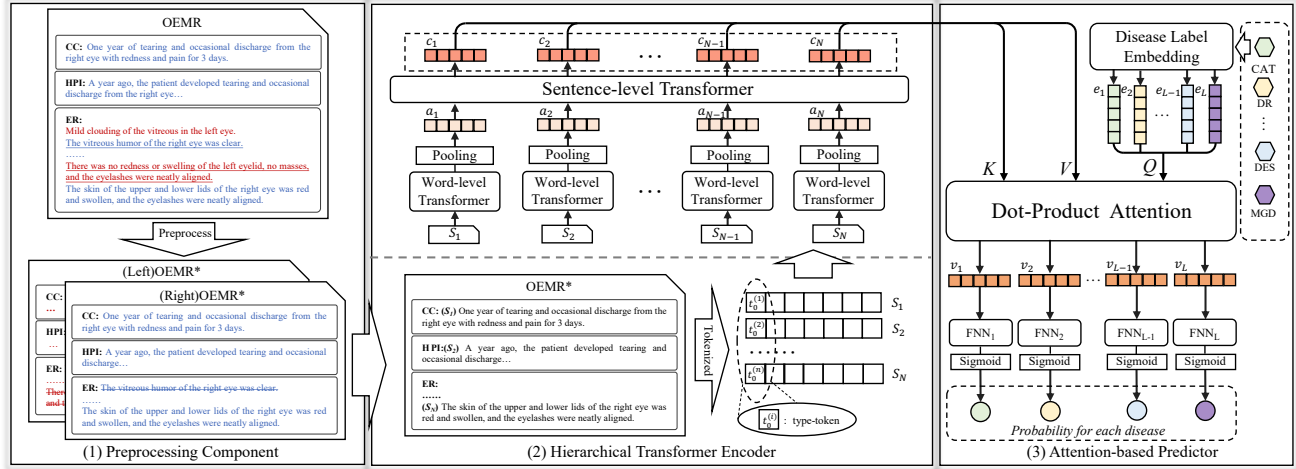 OEMR
CC: One year of tearing and occasional discharge from the
right eye with redness and pain for 3 days.
HPI: A year ago, the patient developed tearing and occasional
discharge from the right eye…
ER:
Mild clouding of the vitreous in the left eye.
The vitreous humor of the right eye was clear.
……
There was no redness or swelling of the left eyelid, no masses,
and the eyelashes were neatly aligned.
The skin of the upper and lower lids of the right eye was red
and swollen, and the eyelashes were neatly aligned.
Preprocess
(Left)OEMR*
CC:
…
HPI:
…
ER:
……
Ther
and t
(Right)OEMR*
CC: One year of tearing and occasional discharge from the
right eye with redness and pain for 3 days.
HPI: A year ago, the patient developed tearing and occasional
discharge…
ER: The vitreous humor of the right eye was clear.
……
The skin of the upper and lower lids of the right eye was red
and swollen, and the eyelashes were neatly aligned.
(1) Preprocessing Component
c1 c2 … cN−1 cN
Sentence-level Transformer
a1 a2 aN−1 aN
Pooling Pooling Pooling Pooling
Word-level Transformer Word-level Transformer … Word-level Transformer Word-level Transformer
S1 S2 SN−1 SN
OEMR*
CC: (S1) One year of tearing and occasional discharge from the
right eye with redness and pain for 3 days.
HPI:(S2) A year ago, the patient developed tearing and
occasional discharge…
ER:
……
(SN) The skin of the upper and lower lids of the right eye was
red and swollen, and the eyelashes were neatly aligned.
Tokenized
t0(1) S1
t0(2) S2
……
t0(n) SN
t0(i) : type-token
(2) Hierarchical Transformer Encoder
Disease Label
Embedding
e1 e2 … eL−1 eL
CAT
DR
⋮
DES
MGD
K V Q
Dot-Product Attention
v1 v2 … vL−1 vL
FNN1 FNN2 FNNL-1 FNNL
Sigmoid Sigmoid Sigmoid Sigmoid
Probability for each disease
(3) Attention-based Predictor